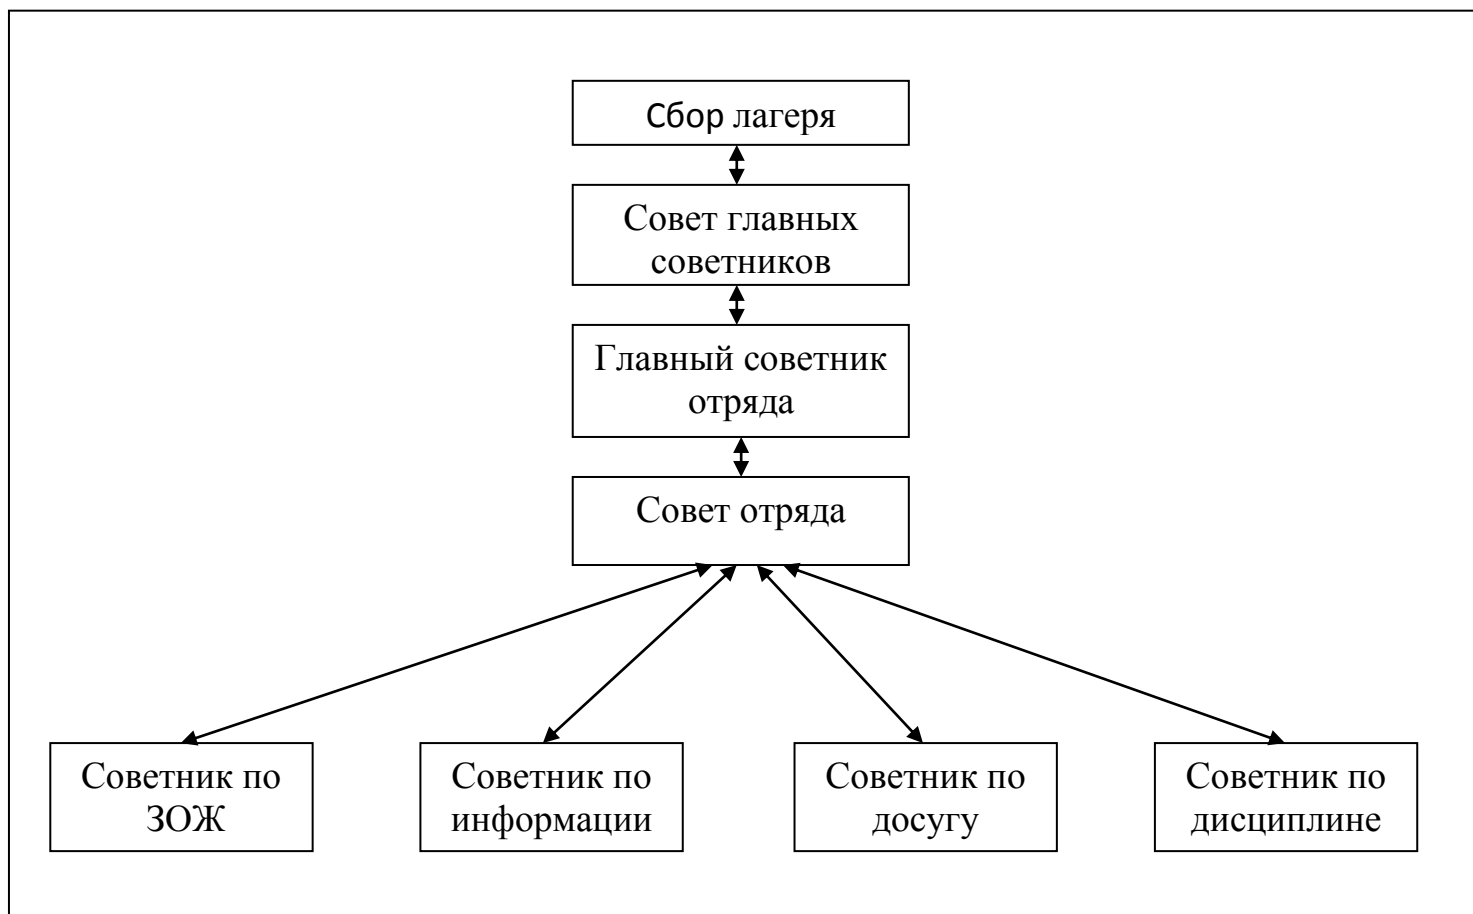 Сбор лагеря
Совет главных
советников
Главный советник
отряда
Совет отряда
Советник по
ЗОЖ
Советник по
информации
Советник по
досугу
Советник по
дисциплине